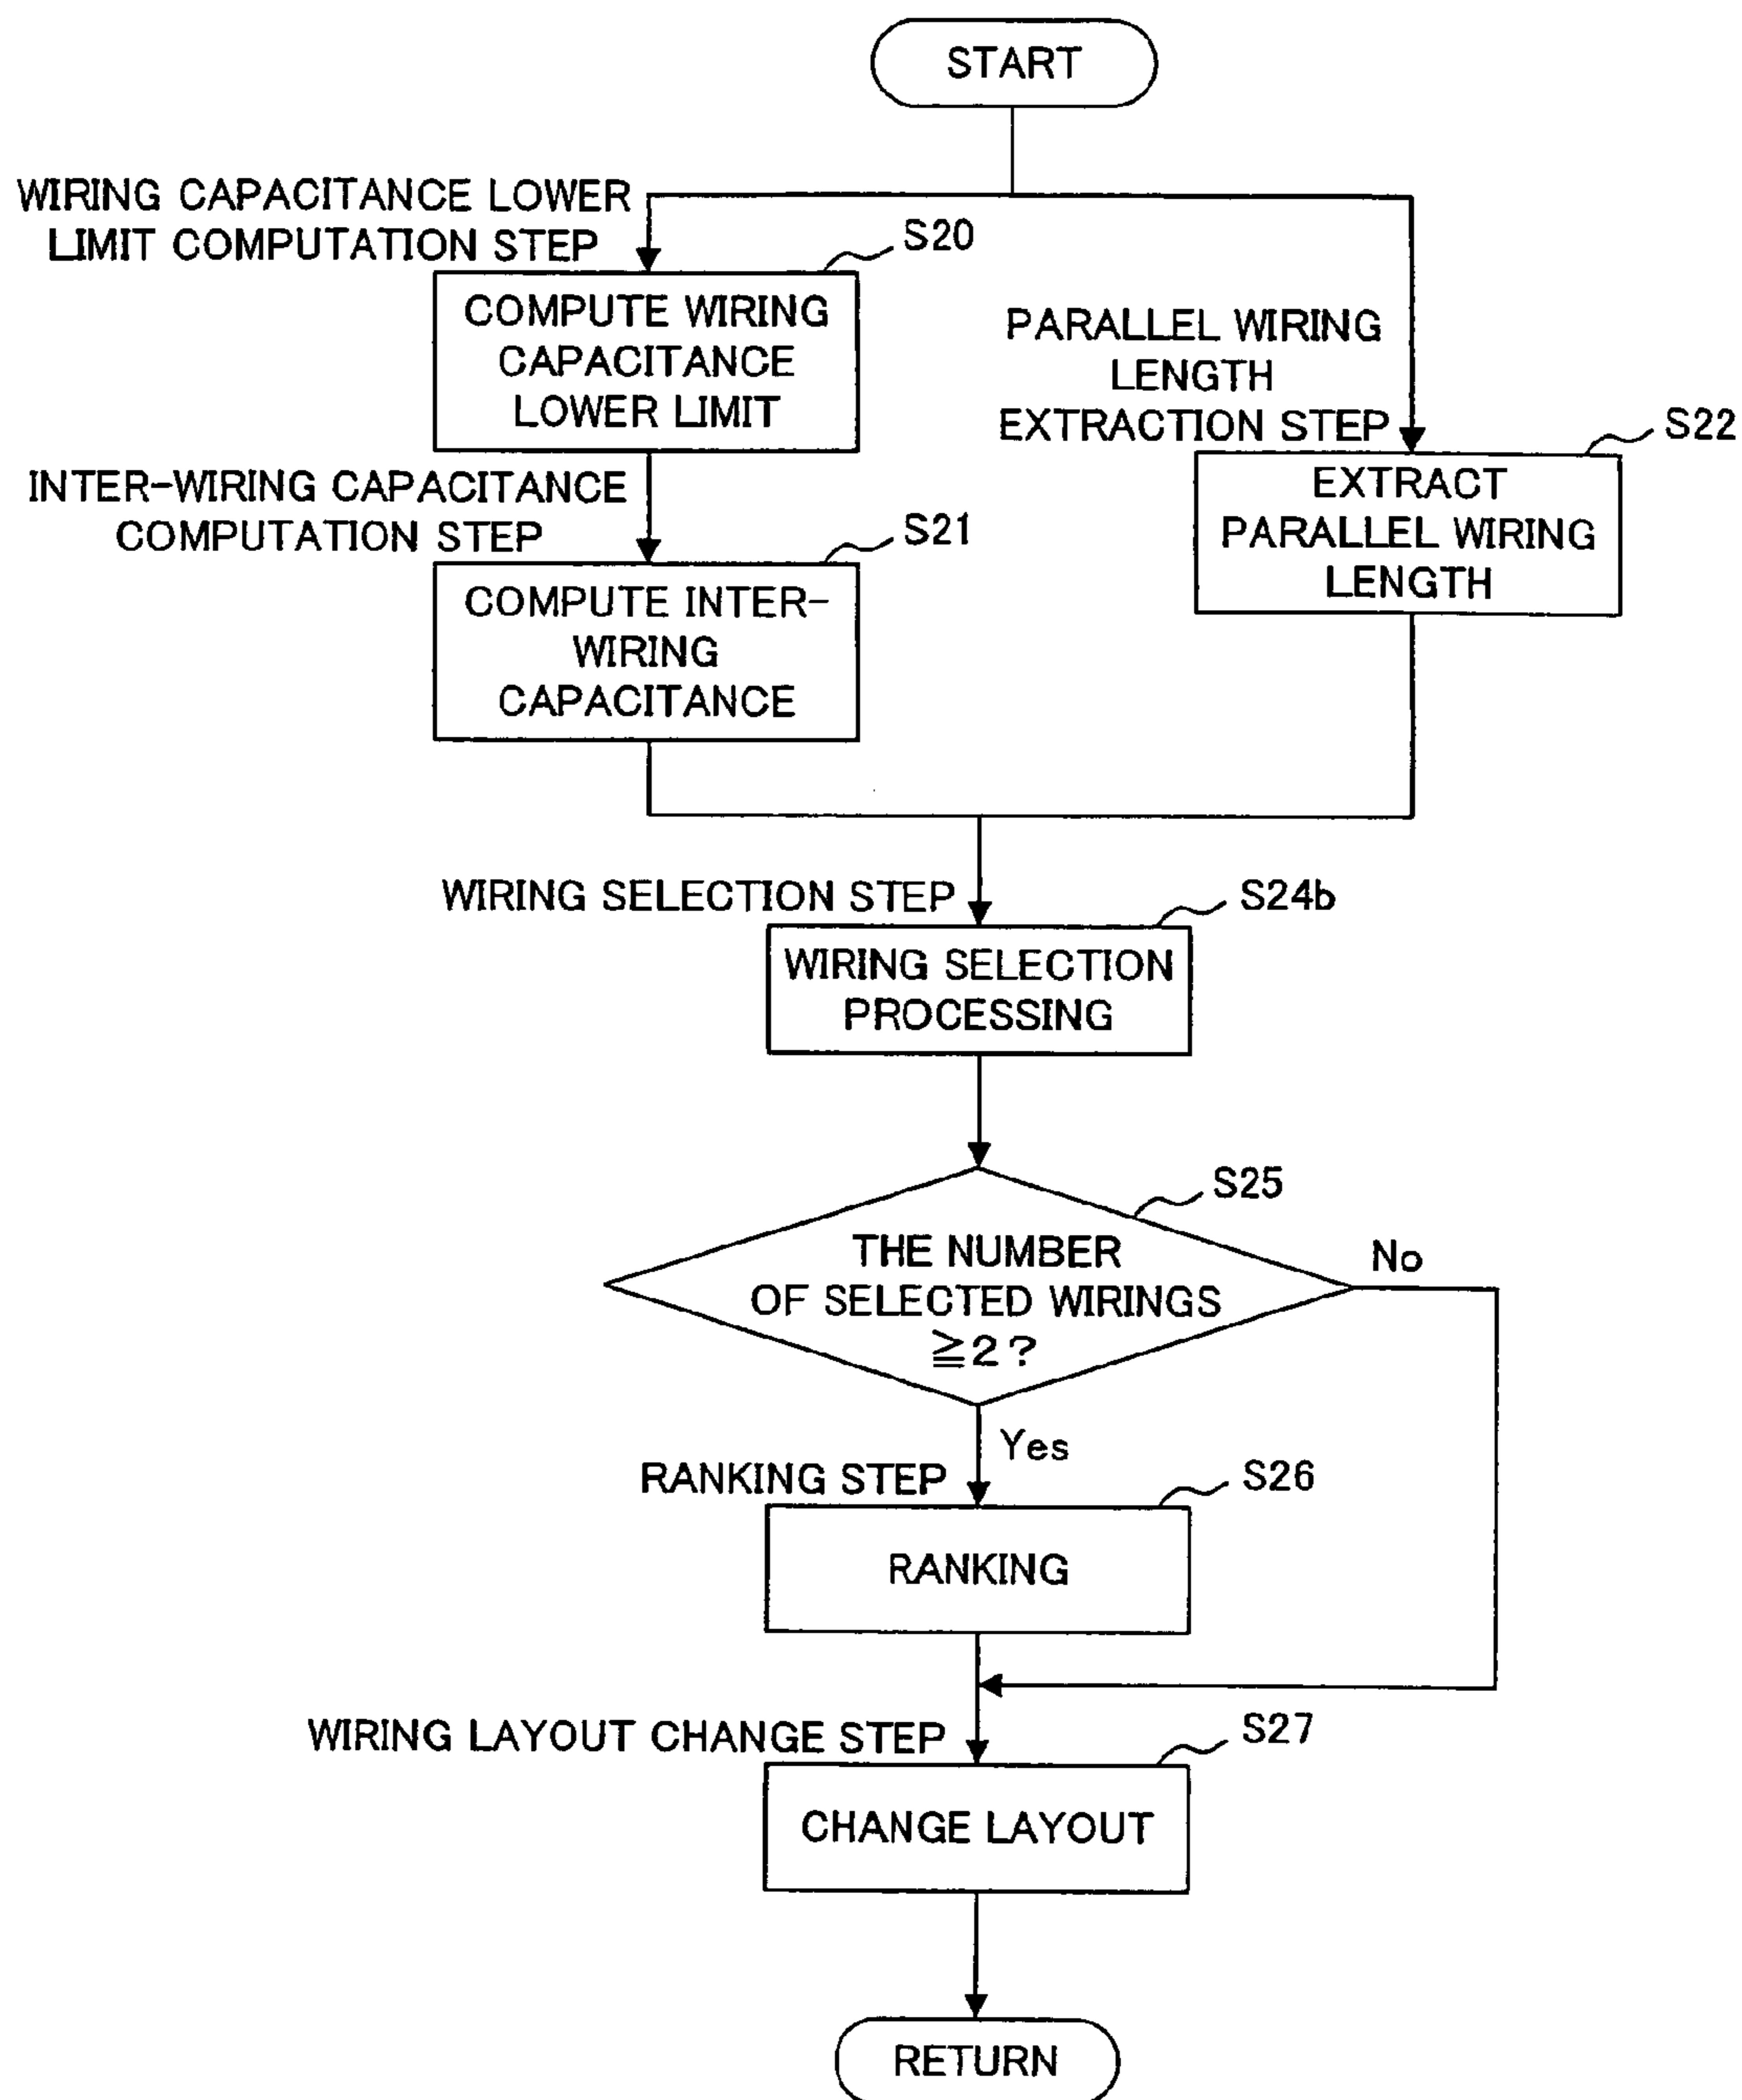 START
WIRING CAPACITANCE LOWER
LIMIT COMPUTATION STEP
S20
COMPUTE WIRING
CAPACITANCE
LOWER LIMIT
PARALLEL WIRING
LENGTH
EXTRACTION STEP
S22
EXTRACT
PARALLEL WIRING
LENGTH
INTER-WIRING CAPACITANCE
COMPUTATION STEP
S21
COMPUTE INTER-
WIRING
CAPACITANCE
WIRING SELECTION STEP
S24b
WIRING SELECTION
PROCESSING
S25
THE NUMBER
OF SELECTED WIRINGS
≧2?
No
Yes
RANKING STEP
S26
RANKING
WIRING LAYOUT CHANGE STEP
S27
CHANGE LAYOUT
RETURN